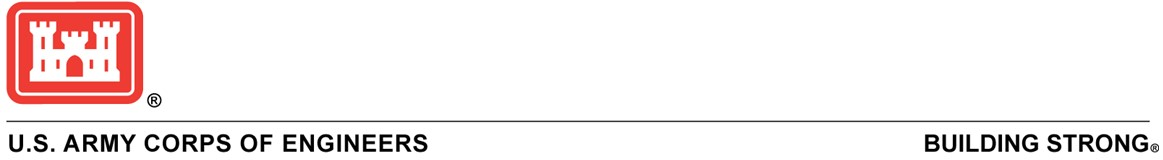 ®
U.S. ARMY CORPS OF ENGINEERS BUILDING STRONG®